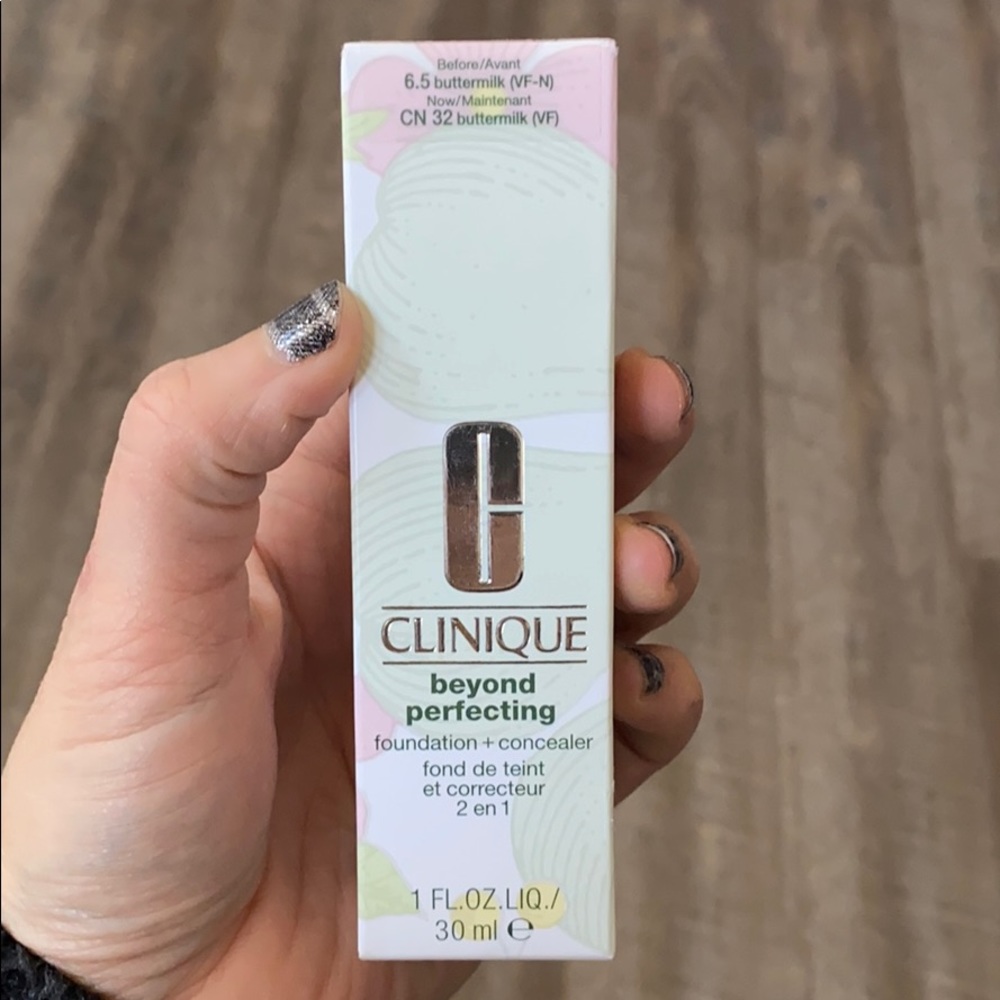 Before/Avant
6.5 buttermilk (VF-N)
Now/Maintenant
CN 32 buttermilk (VF)
CLINIQUE
beyond
perfecting
foundation + concealer
fond de teint
et correcteur
2 en 1
1 FL.OZ.LIQ./
30 ml ℮